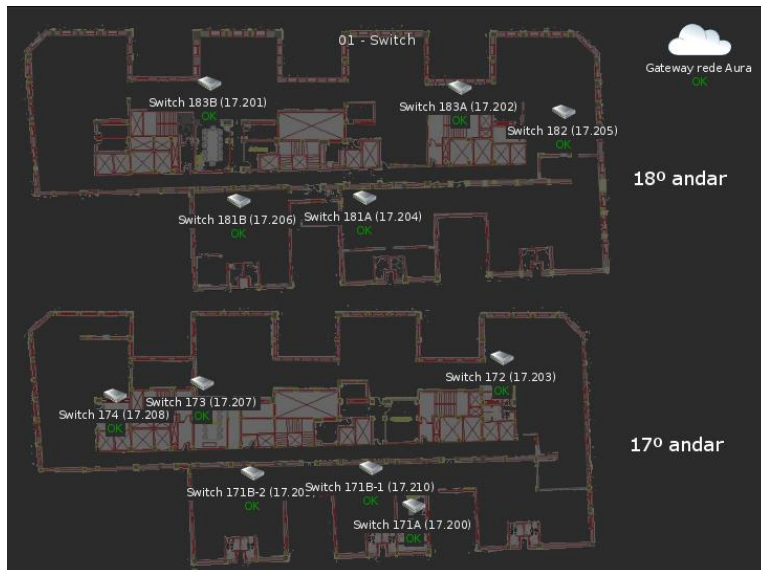 01 - Switch
Gateway rede Aura
OK
Switch 183B (17.201)
OK
Switch 183A (17.202)
OK
Switch 182 (17.205)
OK
18º andar
Switch 181B (17.206)
OK
Switch 181A (17.204)
OK
Switch 172 (17.203)
OK
Switch 173 (17.207)
OK
Switch 174 (17.208)
OK
17º andar
Switch 171B-2
OK
Switch 171B-1 (17.210)
OK
Switch 171A (17.200)
OK